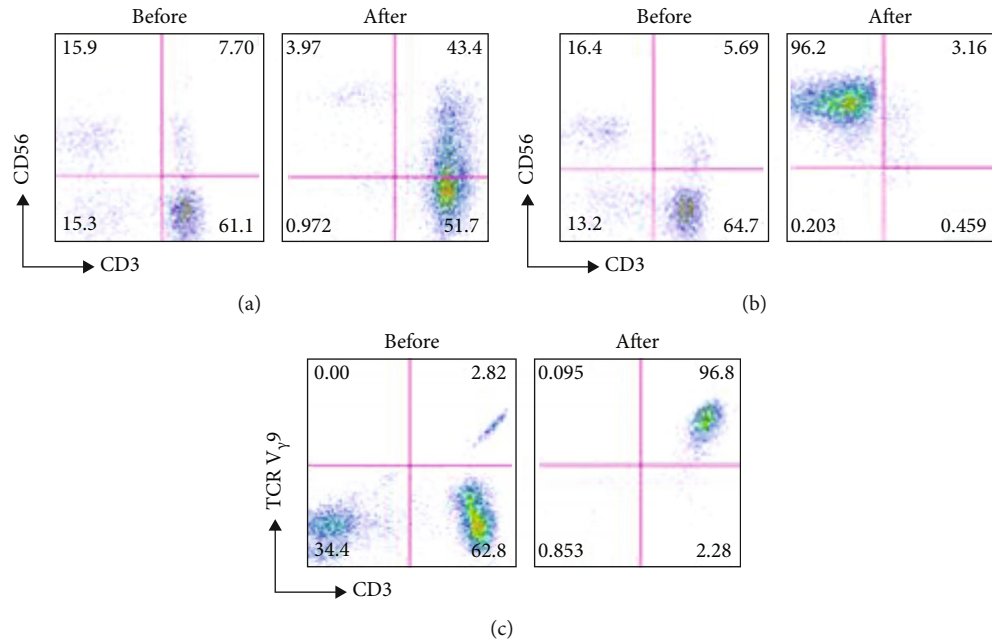 Before After Before After
15.9 7.70 3.97 43.4 16.4 5.69 96.2 3.16
CD56 CD56
15.3 61.1 0.972 51.7 13.2 64.7 0.203 0.459
CD3 CD3
(a) (b)
Before After
0.00 2.82 0.095 96.8
TCR Vγ9
34.4 62.8 0.853 2.28
CD3
(c)